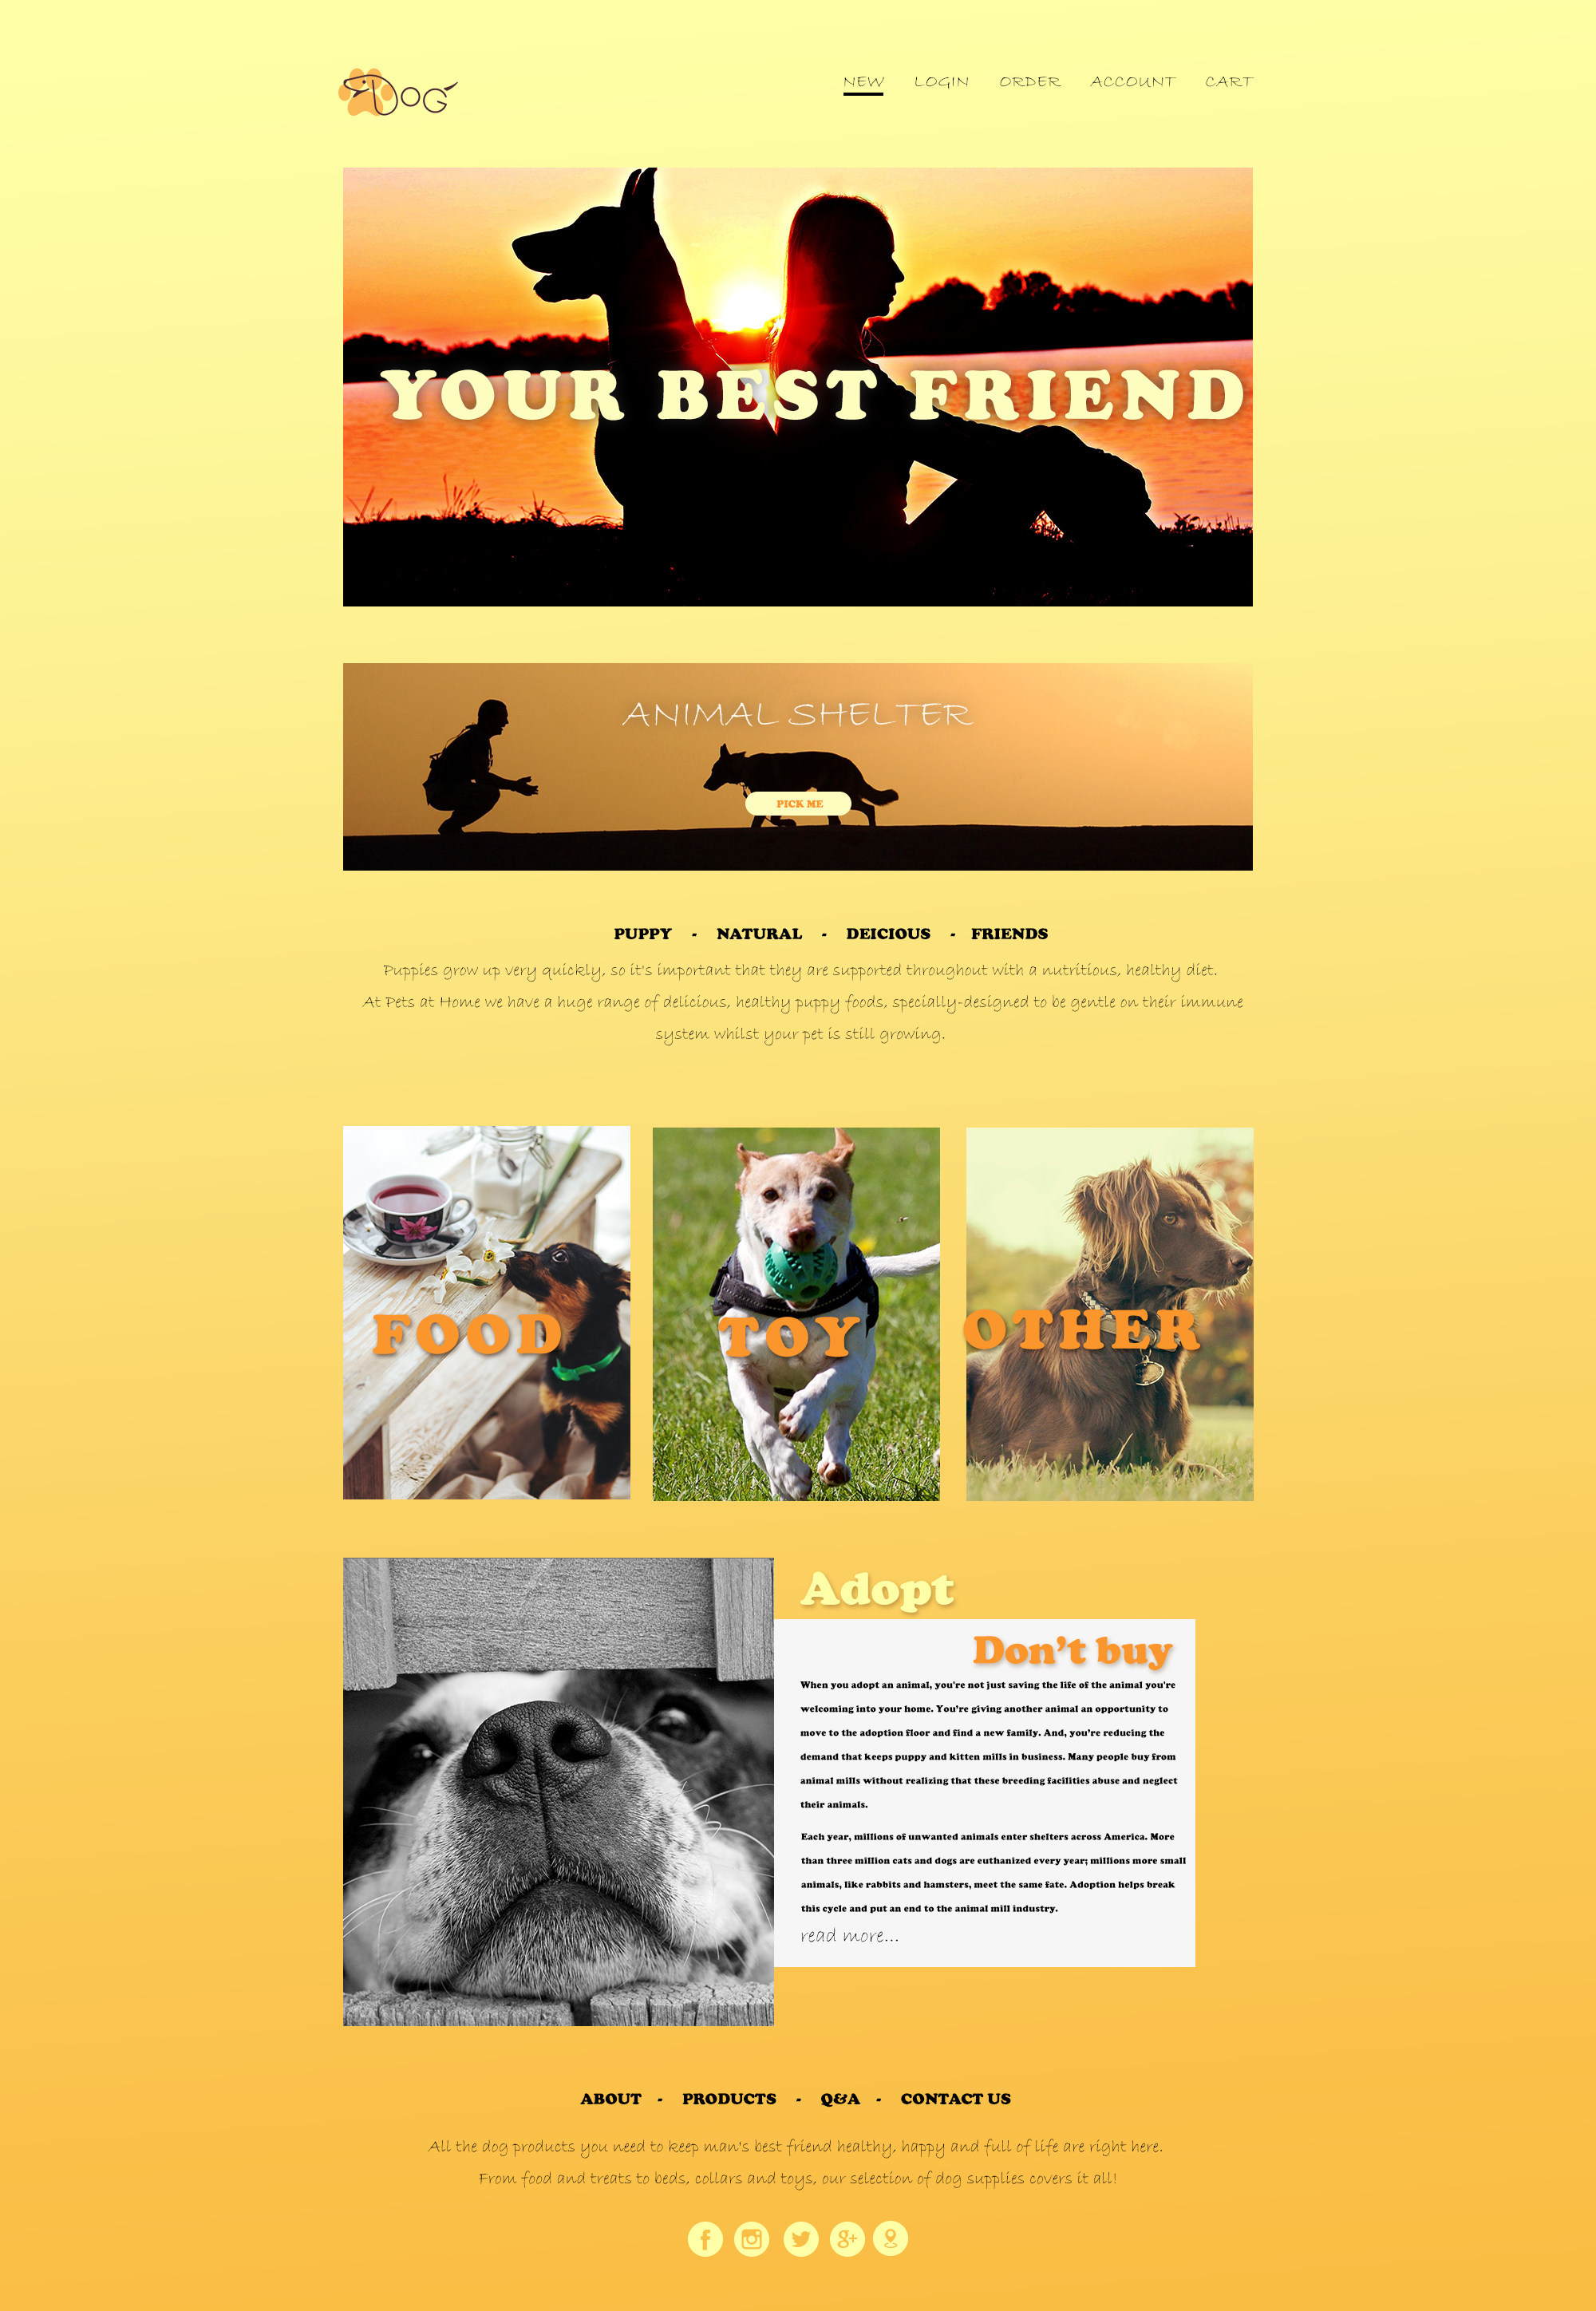 DOG
NEW LOGIN ORDER ACCOUNT CART
YOUR BEST FRIEND
ANIMAL SHELTER
PICK ME
PUPPY - NATURAL - DEICIOUS - FRIENDS
Puppies grow up very quickly, so it's important that they are supported throughout with a nutritious, healthy diet.
At Pets at Home we have a huge range of delicious, healthy puppy foods, specially-designed to be gentle on their immune
system whilst your pet is still growing.
FOOD
TOY
OTHER
Adopt
Don't buy
When you adopt an animal, you're not just saving the life of the animal you're
welcoming into your home. You're giving another animal an opportunity to
move to the adoption floor and find a new family. And, you're reducing the
demand that keeps puppy and kitten mills in business. Many people buy from
animal mills without realizing that these breeding facilities abuse and neglect
their animals.
Each year, millions of unwanted animals enter shelters across America. More
than three million cats and dogs are euthanized every year; millions more small
animals, like rabbits and hamsters, meet the same fate. Adoption helps break
this cycle and put an end to the animal mill industry.
read more...
ABOUT - PRODUCTS - Q&A - CONTACT US
All the dog products you need to keep man's best friend healthy, happy and full of life are right here.
From food and treats to beds, collars and toys, our selection of dog supplies covers it all!